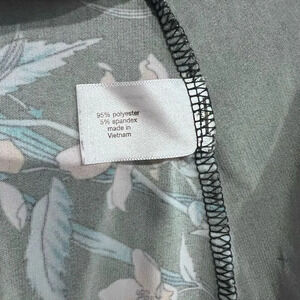 95% polyester
5% spandex
made in
Vietnam